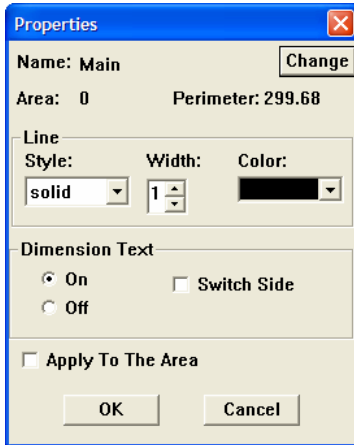 Properties
Name: Main Change
Area: 0 Perimeter: 299.68
Line
Style: Width: Color:
solid 1
Dimension Text
On
Switch Side
Off
Apply To The Area
OK Cancel